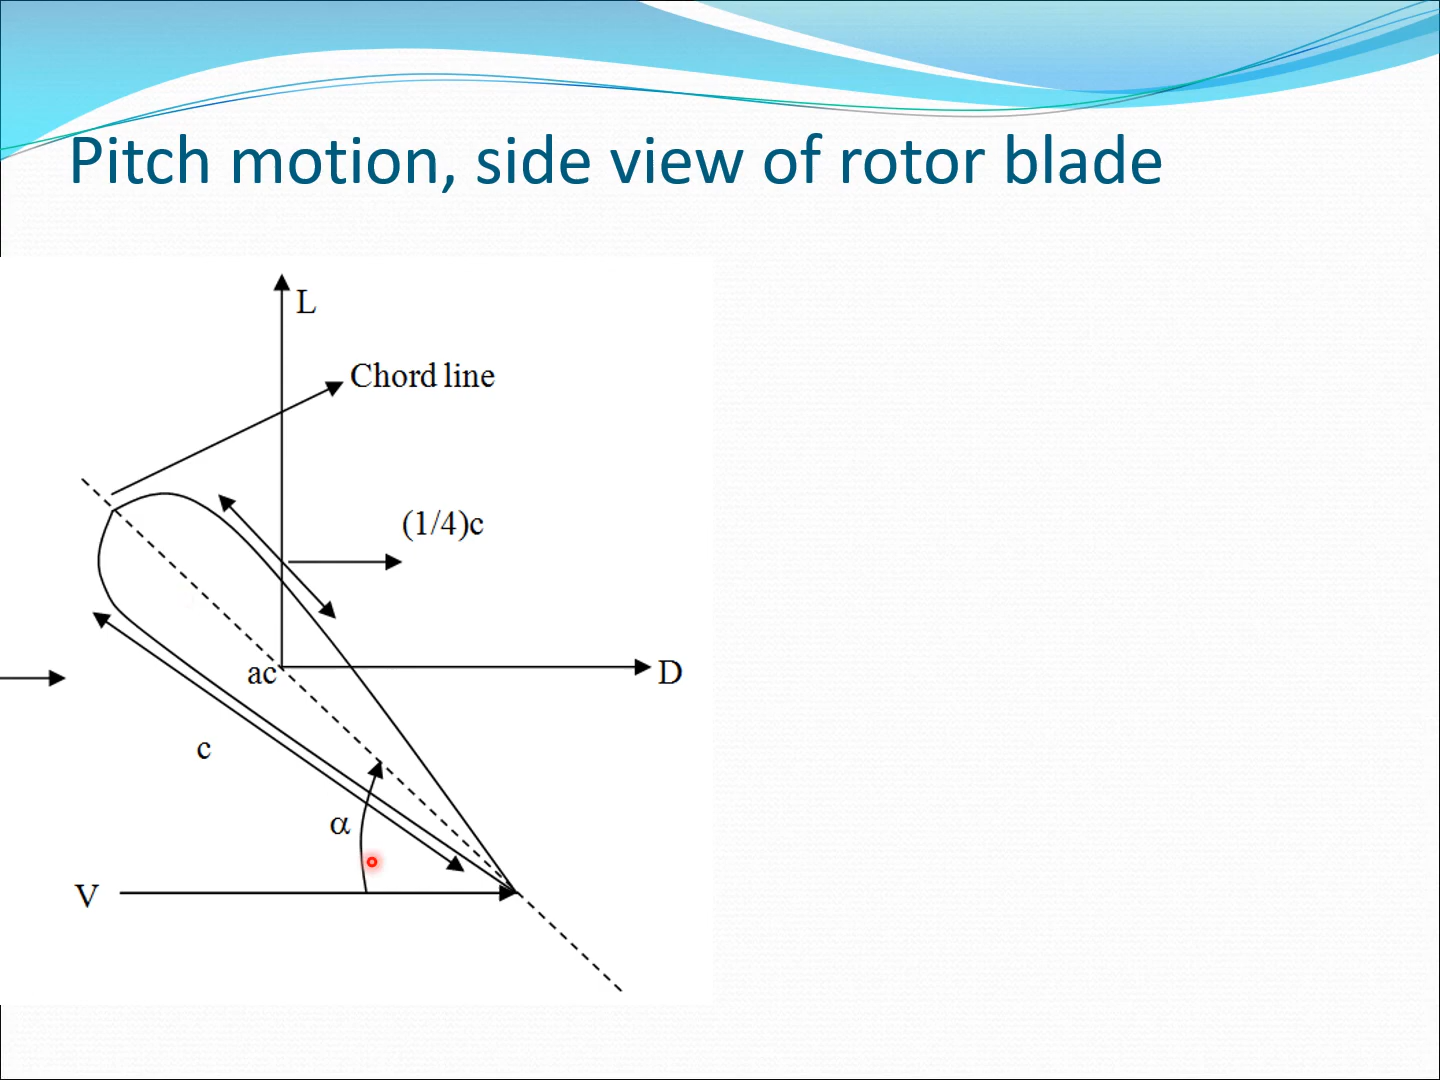 Pitch motion, side view of rotor blade
L
Chord line
(1/4)c
ac
D
c
α
V